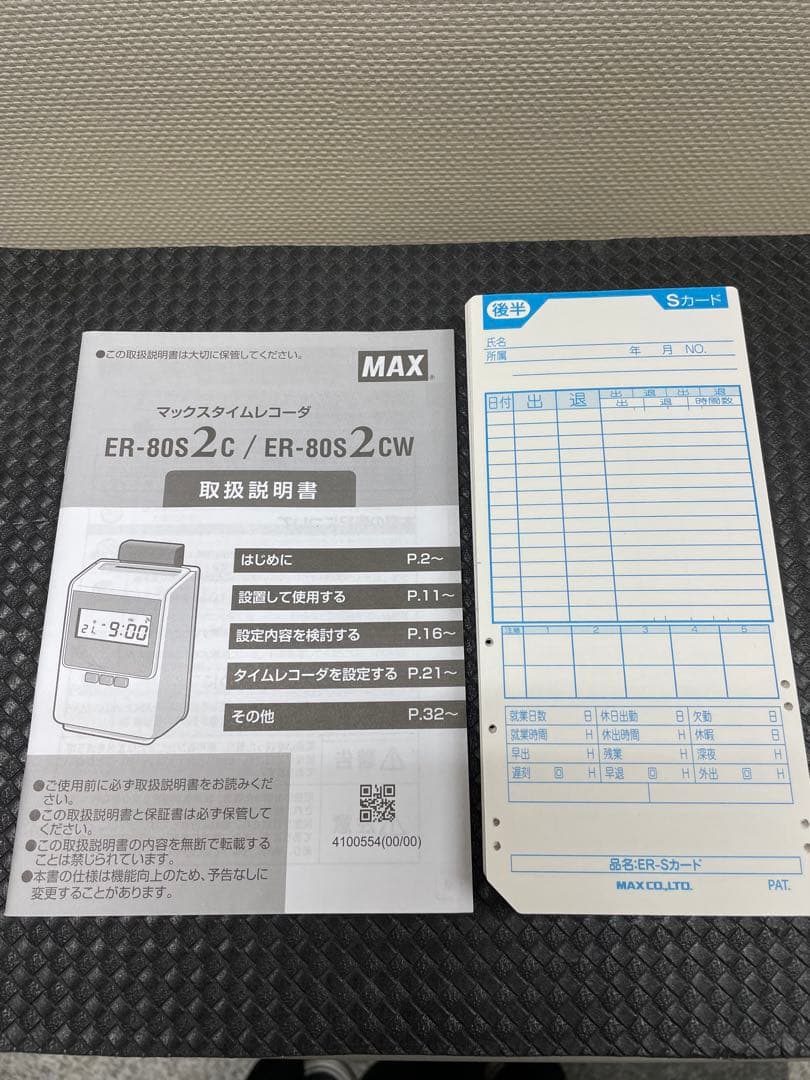 ●この取扱説明書は大切に保管してください。
MAX
マックスタイムレコーダ
ER-80S2C / ER-80S2CW
取扱説明書
はじめに P.2〜
設置して使用する P.11〜
設定内容を検討する P.16〜
タイムレコーダを設定する P.21〜
その他 P.32〜
21 9:00
●ご使用前に必ず取扱説明書をお読みくだ
さい。
●この取扱説明書と保証書は必ず保管して
ください。
●この取扱説明書の内容を無断で転載する
ことは禁じられています。
●本書の仕様は機能向上のため、予告なしに
変更することがあります。
4100554(00/00)
後半 Sカード
氏名
所属 年 月 NO.
日付 出 退 出 退 出 退
出 退 時間数
1 2 3 4 5
就業日数 日 休日出勤 日 欠勤 日
就業時間 H 休出時間 H 休暇 日
早出 H 残業 H 深夜 H
遅刻 回 H 早退 回 H 外出 回 H
品名:ER-Sカード
MAX CO.,LTD. PAT.